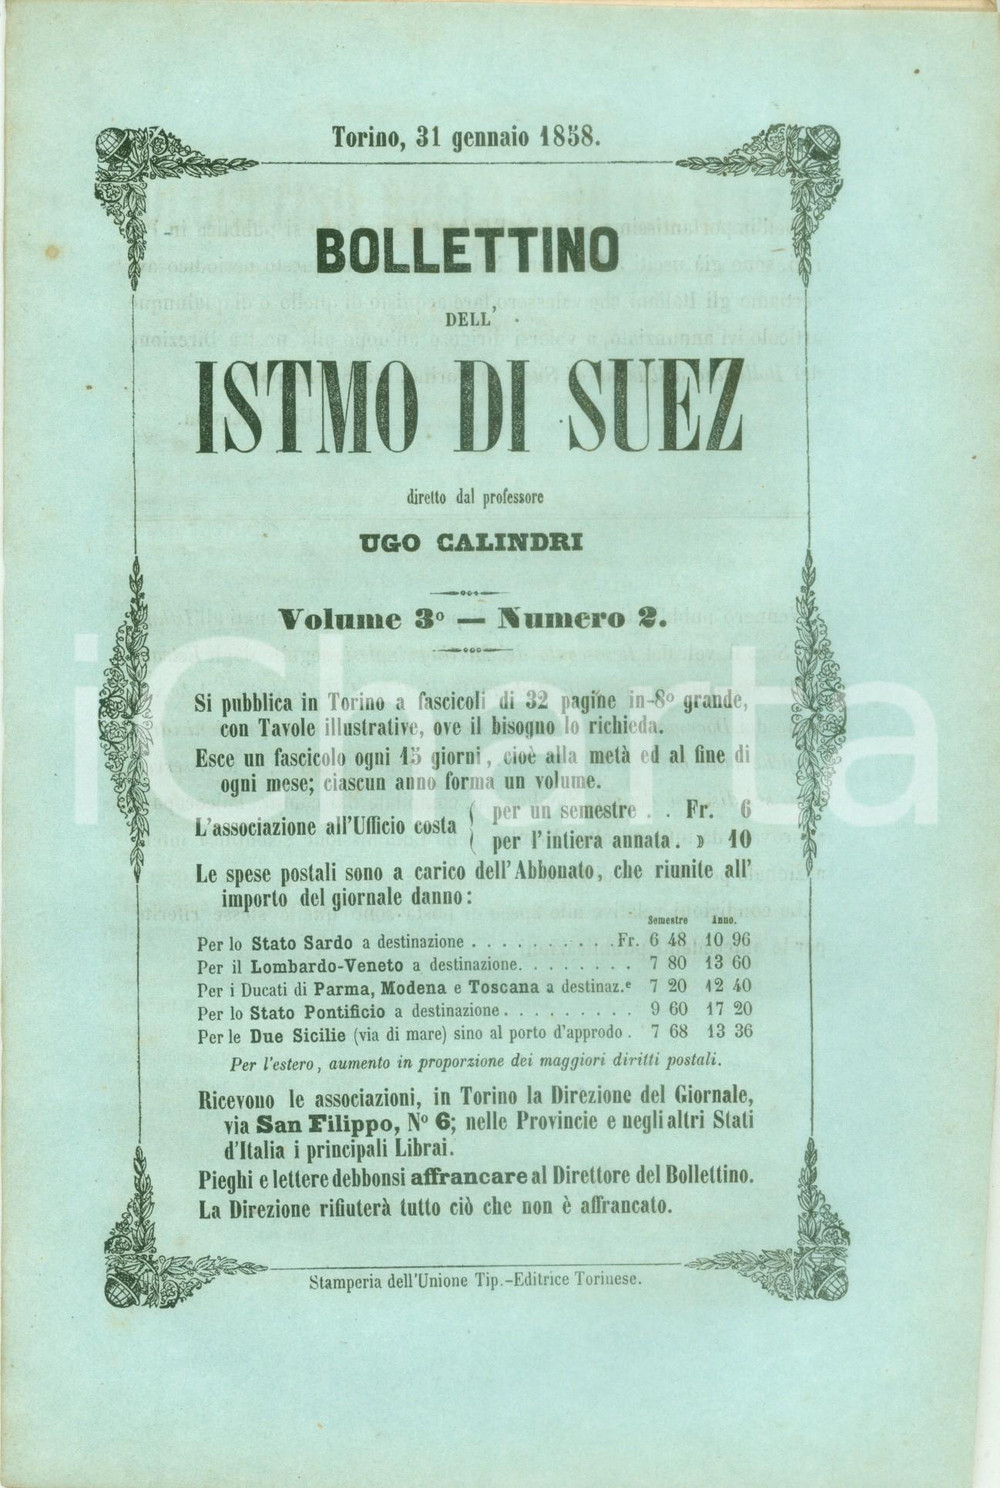 Torino, 31 gennaio 1858.
BOLLETTINO
DELL'
ISTMO DI SUEZ
diretto dal professore
UGO CALINDRI
Volume 3º — Numero 2.
Si pubblica in Torino a fascicoli di 32 pagine in-8º grande,
con Tavole illustrative, ove il bisogno lo richieda.
Esce un fascicolo ogni 15 giorni, cioè alla metà ed al fine di
ogni mese; ciascun anno forma un volume.
L'associazione all'Ufficio costa { per un semestre . . Fr. 6
per l'intiera annata. » 10
Le spese postali sono a carico dell'Abbonato, che riunite all'
importo del giornale danno:
Semestre Anno.
Per lo Stato Sardo a destinazione . . . . . . . . . . Fr. 6 48 10 96
Per il Lombardo-Veneto a destinazione. . . . . . . . 7 80 13 60
Per i Ducati di Parma, Modena e Toscana a destinaz.e 7 20 12 40
Per lo Stato Pontificio a destinazione . . . . . . . . . 9 60 17 20
Per le Due Sicilie (via di mare) sino al porto d'approdo . 7 68 13 36
Per l'estero, aumento in proporzione dei maggiori diritti postali.
Ricevono le associazioni, in Torino la Direzione del Giornale,
via San Filippo, Nº 6; nelle Provincie e negli altri Stati
d'Italia i principali Librai.
Pieghi e lettere debbonsi affrancare al Direttore del Bollettino.
La Direzione rifiuterà tutto ciò che non è affrancato.
Stamperia dell'Unione Tip.-Editrice Torinese.
iCharta